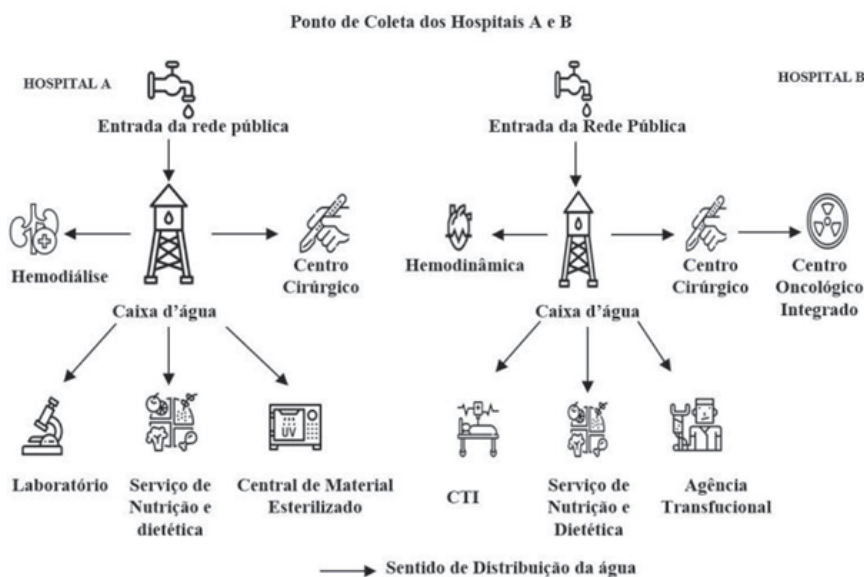 Ponto de Coleta dos Hospitais A e B
HOSPITAL A
HOSPITAL B
Entrada da rede pública
Entrada da Rede Pública
Hemodiálise
Centro
Cirúrgico
Hemodinâmica
Centro
Cirúrgico
Centro
Oncológico
Integrado
Caixa d'água
Caixa d'água
UV
Laboratório
Serviço de
Nutrição e
dietética
Central de Material
Esterilizado
CTI
Serviço de
Nutrição e
Dietética
Agência
Transfucional
Sentido de Distribuição da água